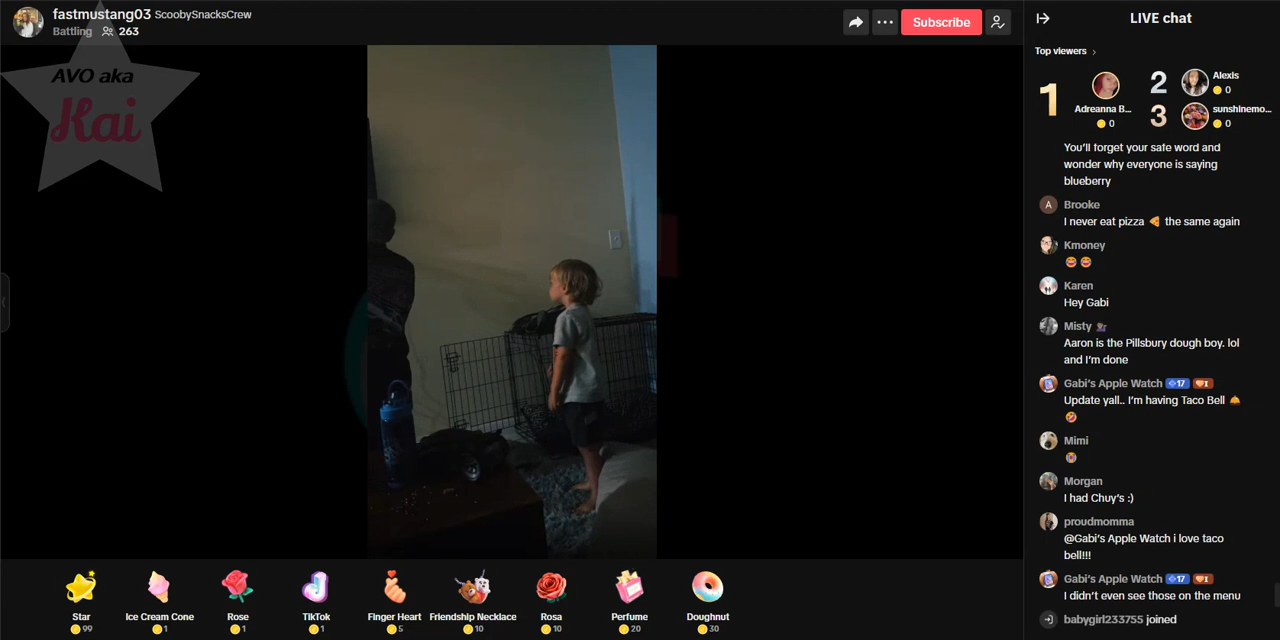 fastmustang03 ScoobySnacksCrew
Battling 263
Subscribe
AVO aka
Kai
LIVE chat
Top viewers
1
Adreanna B...
0
2
Alexis
0
3
sunshinemo...
0
You'll forget your safe word and
wonder why everyone is saying
blueberry
A
Brooke
I never eat pizza 🍕 the same again
Kmoney
Karen
Hey Gabi
Misty
Aaron is the Pillsbury dough boy. lol
and I'm done
Gabi's Apple Watch 17 I
Update yall.. I'm having Taco Bell
Mimi
Morgan
I had Chuy's :)
proudmomma
@Gabi's Apple Watch i love taco
bell!!!
Gabi's Apple Watch 17 I
I didn't even see those on the menu
babygirl233755 joined
Star
99
Ice Cream Cone
1
Rose
1
TikTok
1
Finger Heart
5
Friendship Necklace
10
Rosa
10
Perfume
20
Doughnut
30